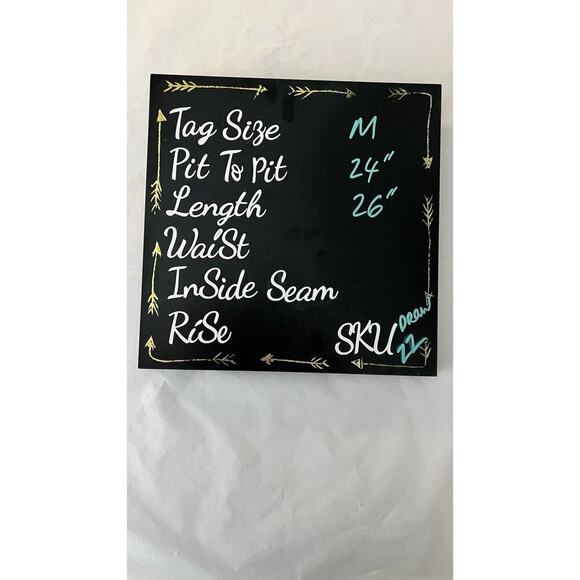 Tag Size M
Pit To Pit 24"
Length 26"
WaiSt
InSide Seam
RiSe
SKU DRAW
22